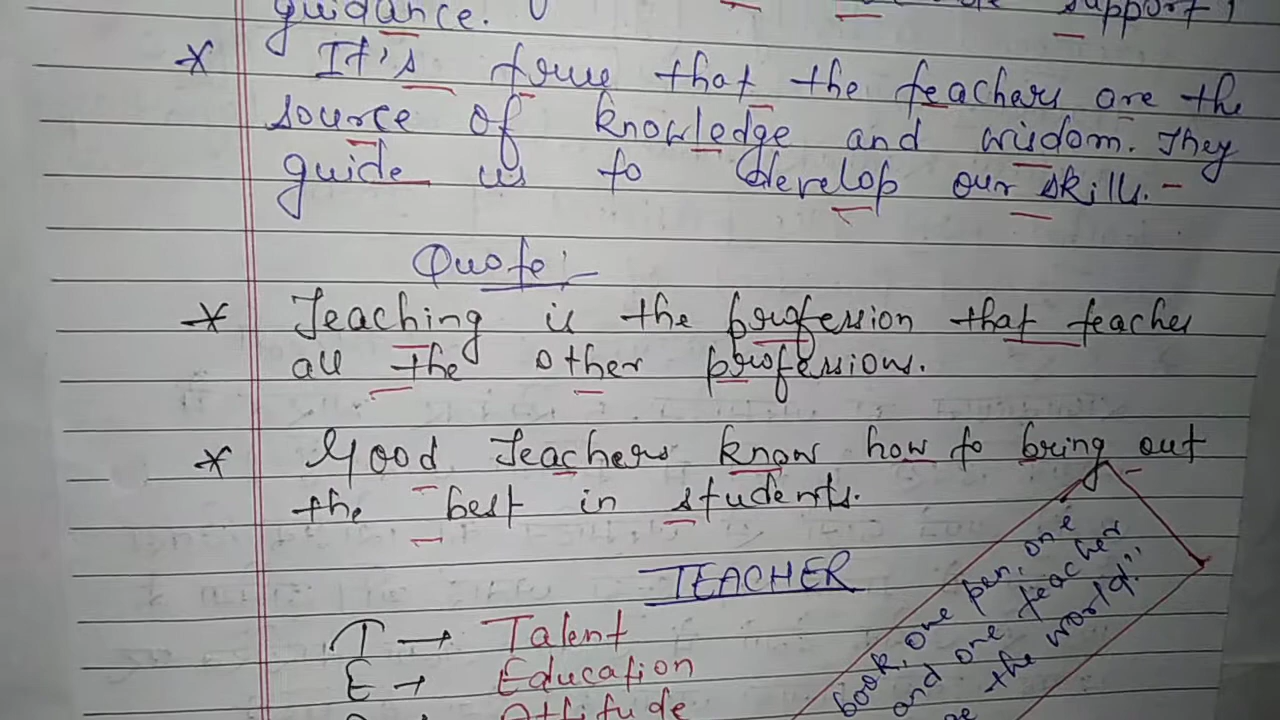 guidance. support,
* It's true that the teachers are the
source of knowledge and wisdom. They
guide us to develop our skills.-
Quote:-
* Teaching is the profession that teaches
all the other professions.
* Good Teachers know how to bring out
the best in students.
TEACHER
T → Talent
E → Education
Attitude
book, one pen, one
and one teacher
the world"